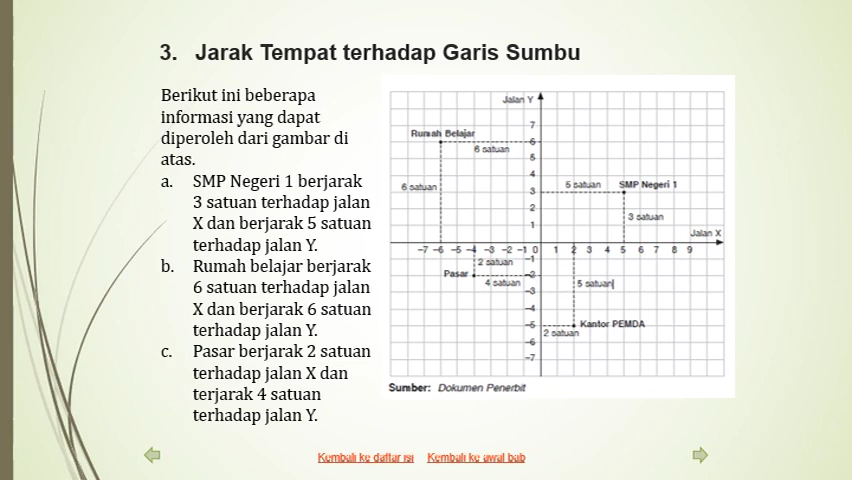 3. Jarak Tempat terhadap Garis Sumbu
Berikut ini beberapa
informasi yang dapat
diperoleh dari gambar di
atas.
a. SMP Negeri 1 berjarak
3 satuan terhadap jalan
X dan berjarak 5 satuan
terhadap jalan Y.
b. Rumah belajar berjarak
6 satuan terhadap jalan
X dan berjarak 6 satuan
terhadap jalan Y.
c. Pasar berjarak 2 satuan
terhadap jalan X dan
terjarak 4 satuan
terhadap jalan Y.
Jalan Y
7
Rumah Belajar
6
6 satuan
5
4
6 satuan
5 satuan SMP Negeri 1
3
2
3 satuan
1
Jalan X
–7 –6 –5 –4 –3 –2 –1 0 1 2 3 4 5 6 7 8 9
–1
2 satuan
Pasar
–2
4 satuan
5 satuan
–3
–4
–5
Kantor PEMDA
2 satuan
–6
–7
Sumber: Dokumen Penerbit
Kembali ke daftar isi Kembali ke awal bab